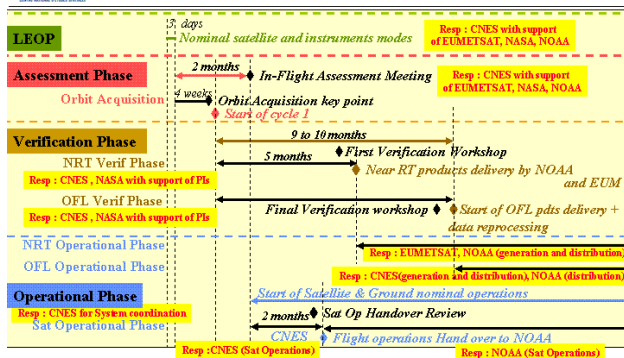 3 days
LEOP
Nominal satellite and instruments modes
Resp : CNES with support
of EUMETSAT, NASA, NOAA
Assessment Phase
2 months
In-Flight Assessment Meeting
Resp : CNES with support
of EUMETSAT, NASA, NOAA
Orbit Acquisition
4 weeks
Orbit Acquisition key point
Start of cycle 1
9 to 10 months
Verification Phase
First Verification Workshop
NRT Verif Phase
5 months
Near RT products delivery by NOAA
and EUM
Resp : CNES , NASA with support of PIs
OFL Verif Phase
Final Verification workshop
Start of OFL pdts delivery +
data reprocessing
Resp : CNES , NASA with support of PIs
NRT Operational Phase
Resp : EUMETSAT, NOAA (generation and distribution)
OFL Operational Phase
Resp : CNES(generation and distribution), NOAA (distribution)
Operational Phase
Start of Satellite & Ground nominal operations
Resp : CNES for System coordination
2 months
Sat Op Handover Review
Sat Operational Phase
CNES
Flight operations Hand over to NOAA
Resp :CNES (Sat Operations)
Resp : NOAA (Sat Operations)